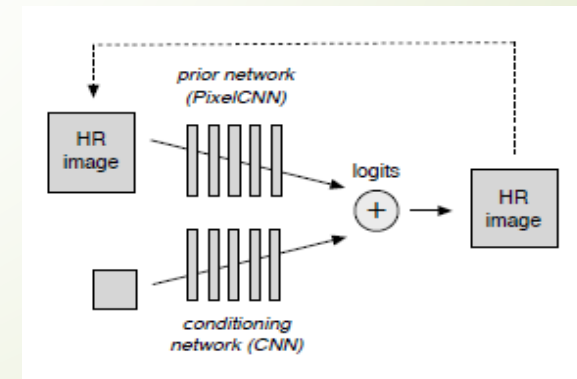 prior network
(PixelCNN)
HR
image
logits
+
HR
image
conditioning
network (CNN)